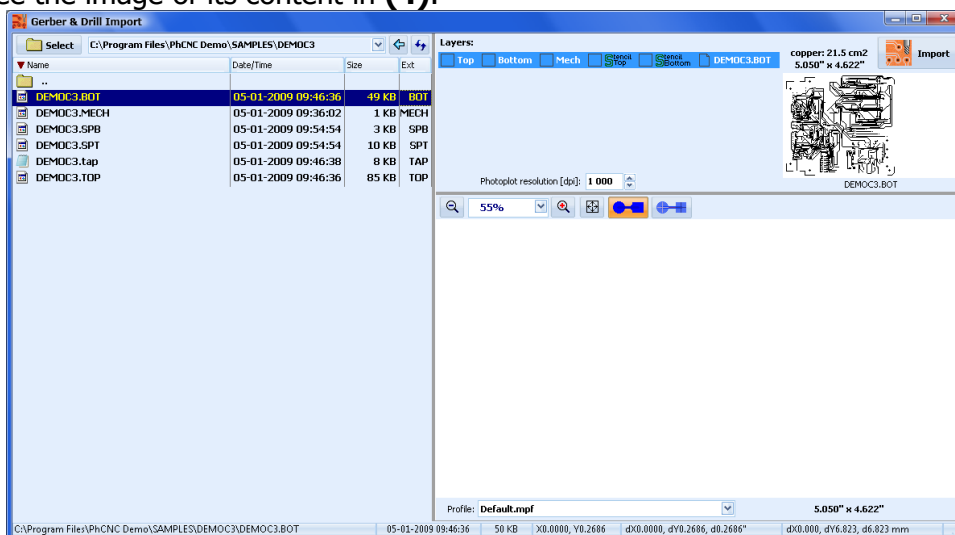 ee the image of its content in (4).
Gerber & Drill Import
Select C:\Program Files\PhCNC Demo\SAMPLES\DEMOC3
Layers:
Top Bottom Mech Stencil Top Stencil Bottom DEMOC3.BOT
copper: 21.5 cm2
5.050" x 4.622"
Import
Name Date/Time Size Ext
..
DEMOC3.BOT 05-01-2009 09:46:36 49 KB BOT
DEMOC3.MECH 05-01-2009 09:36:02 1 KB MECH
DEMOC3.SPB 05-01-2009 09:54:54 3 KB SPB
DEMOC3.SPT 05-01-2009 09:54:54 10 KB SPT
DEMOC3.tap 05-01-2009 09:46:38 8 KB TAP
DEMOC3.TOP 05-01-2009 09:46:36 85 KB TOP
Photoplot resolution [dpi]: 1 000
DEMOC3.BOT
55%
Profile: Default.mpf
5.050" x 4.622"
C:\Program Files\PhCNC Demo\SAMPLES\DEMOC3\DEMOC3.BOT 05-01-2009 09:46:36 50 KB X0.0000, Y0.2686 dX0.0000, dY0.2686, d0.2686" dX0.000, dY6.823, d6.823 mm